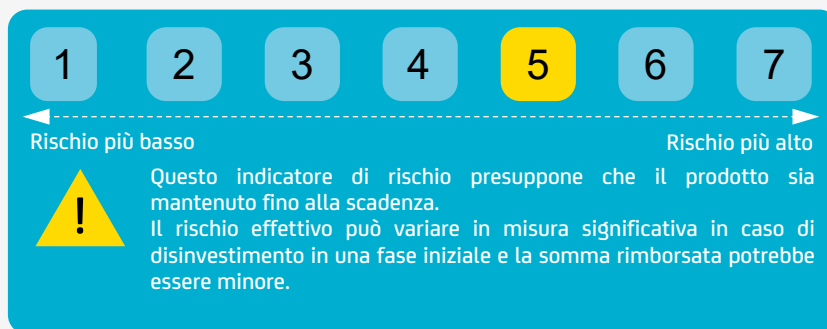 1 2 3 4 5 6 7
Rischio più basso Rischio più alto
!
Questo indicatore di rischio presuppone che il prodotto sia
mantenuto fino alla scadenza.
Il rischio effettivo può variare in misura significativa in caso di
disinvestimento in una fase iniziale e la somma rimborsata potrebbe
essere minore.